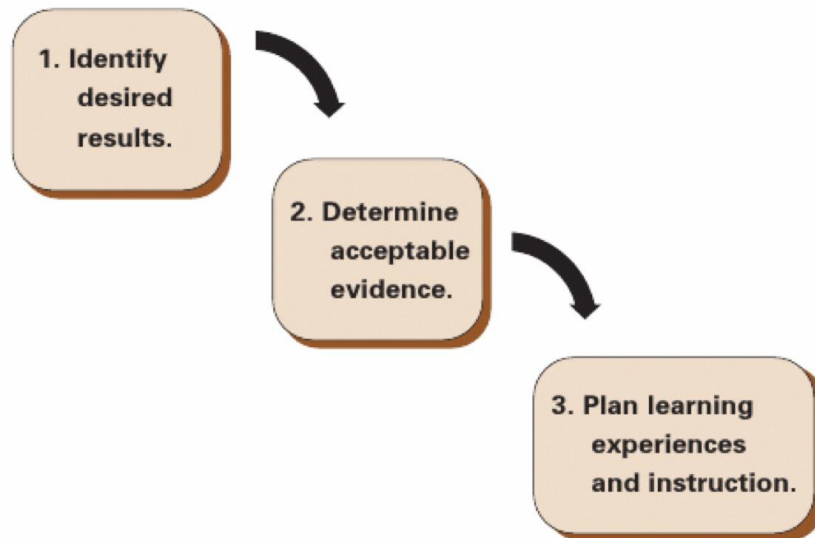 1. Identify
desired
results.
2. Determine
acceptable
evidence.
3. Plan learning
experiences
and instruction.